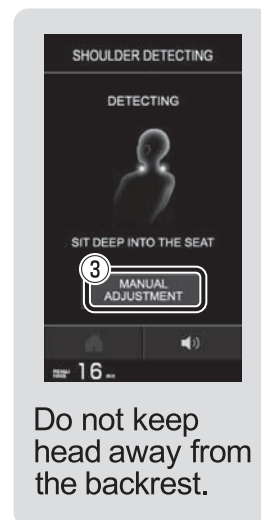 SHOULDER DETECTING
DETECTING
SIT DEEP INTO THE SEAT
③
MANUAL
ADJUSTMENT
16
Do not keep
head away from
the backrest.